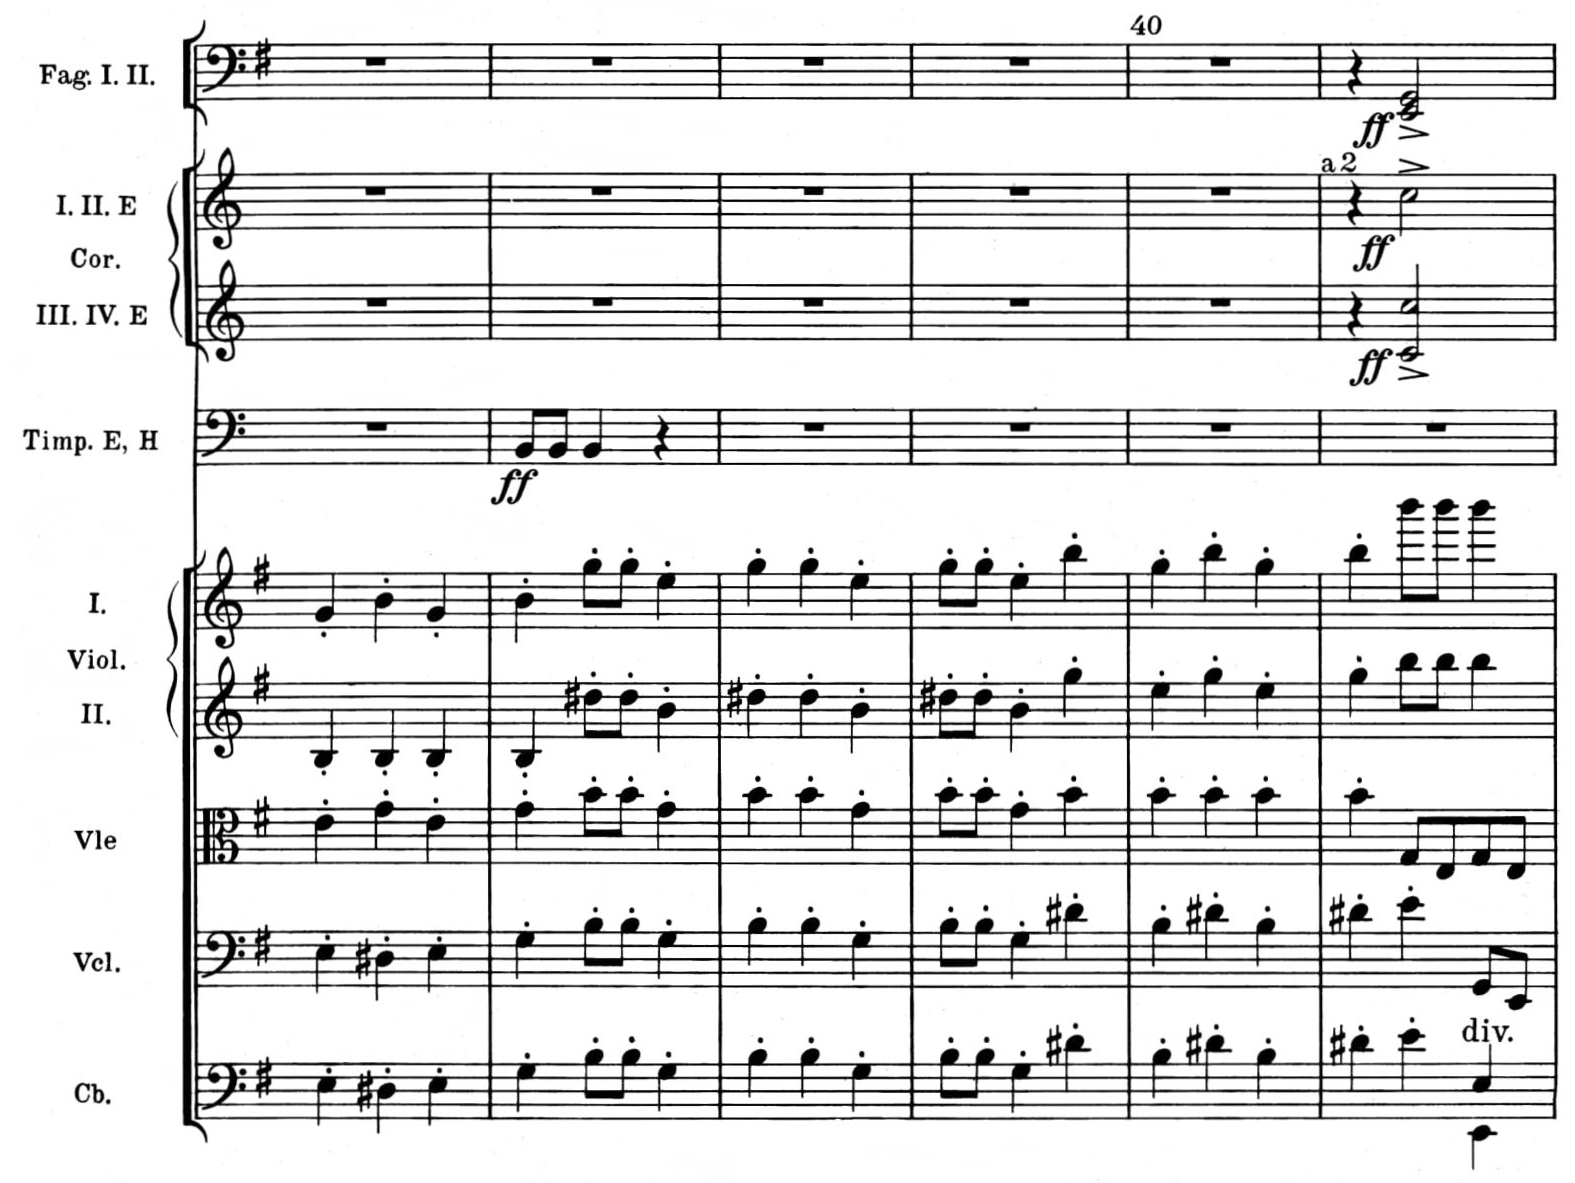 40
Fag. I. II.
ff
a 2
I. II. E
ff
Cor.
III. IV. E
ff
Timp. E, H
ff
I.
Viol.
II.
Vle
Vcl.
div.
Cb.